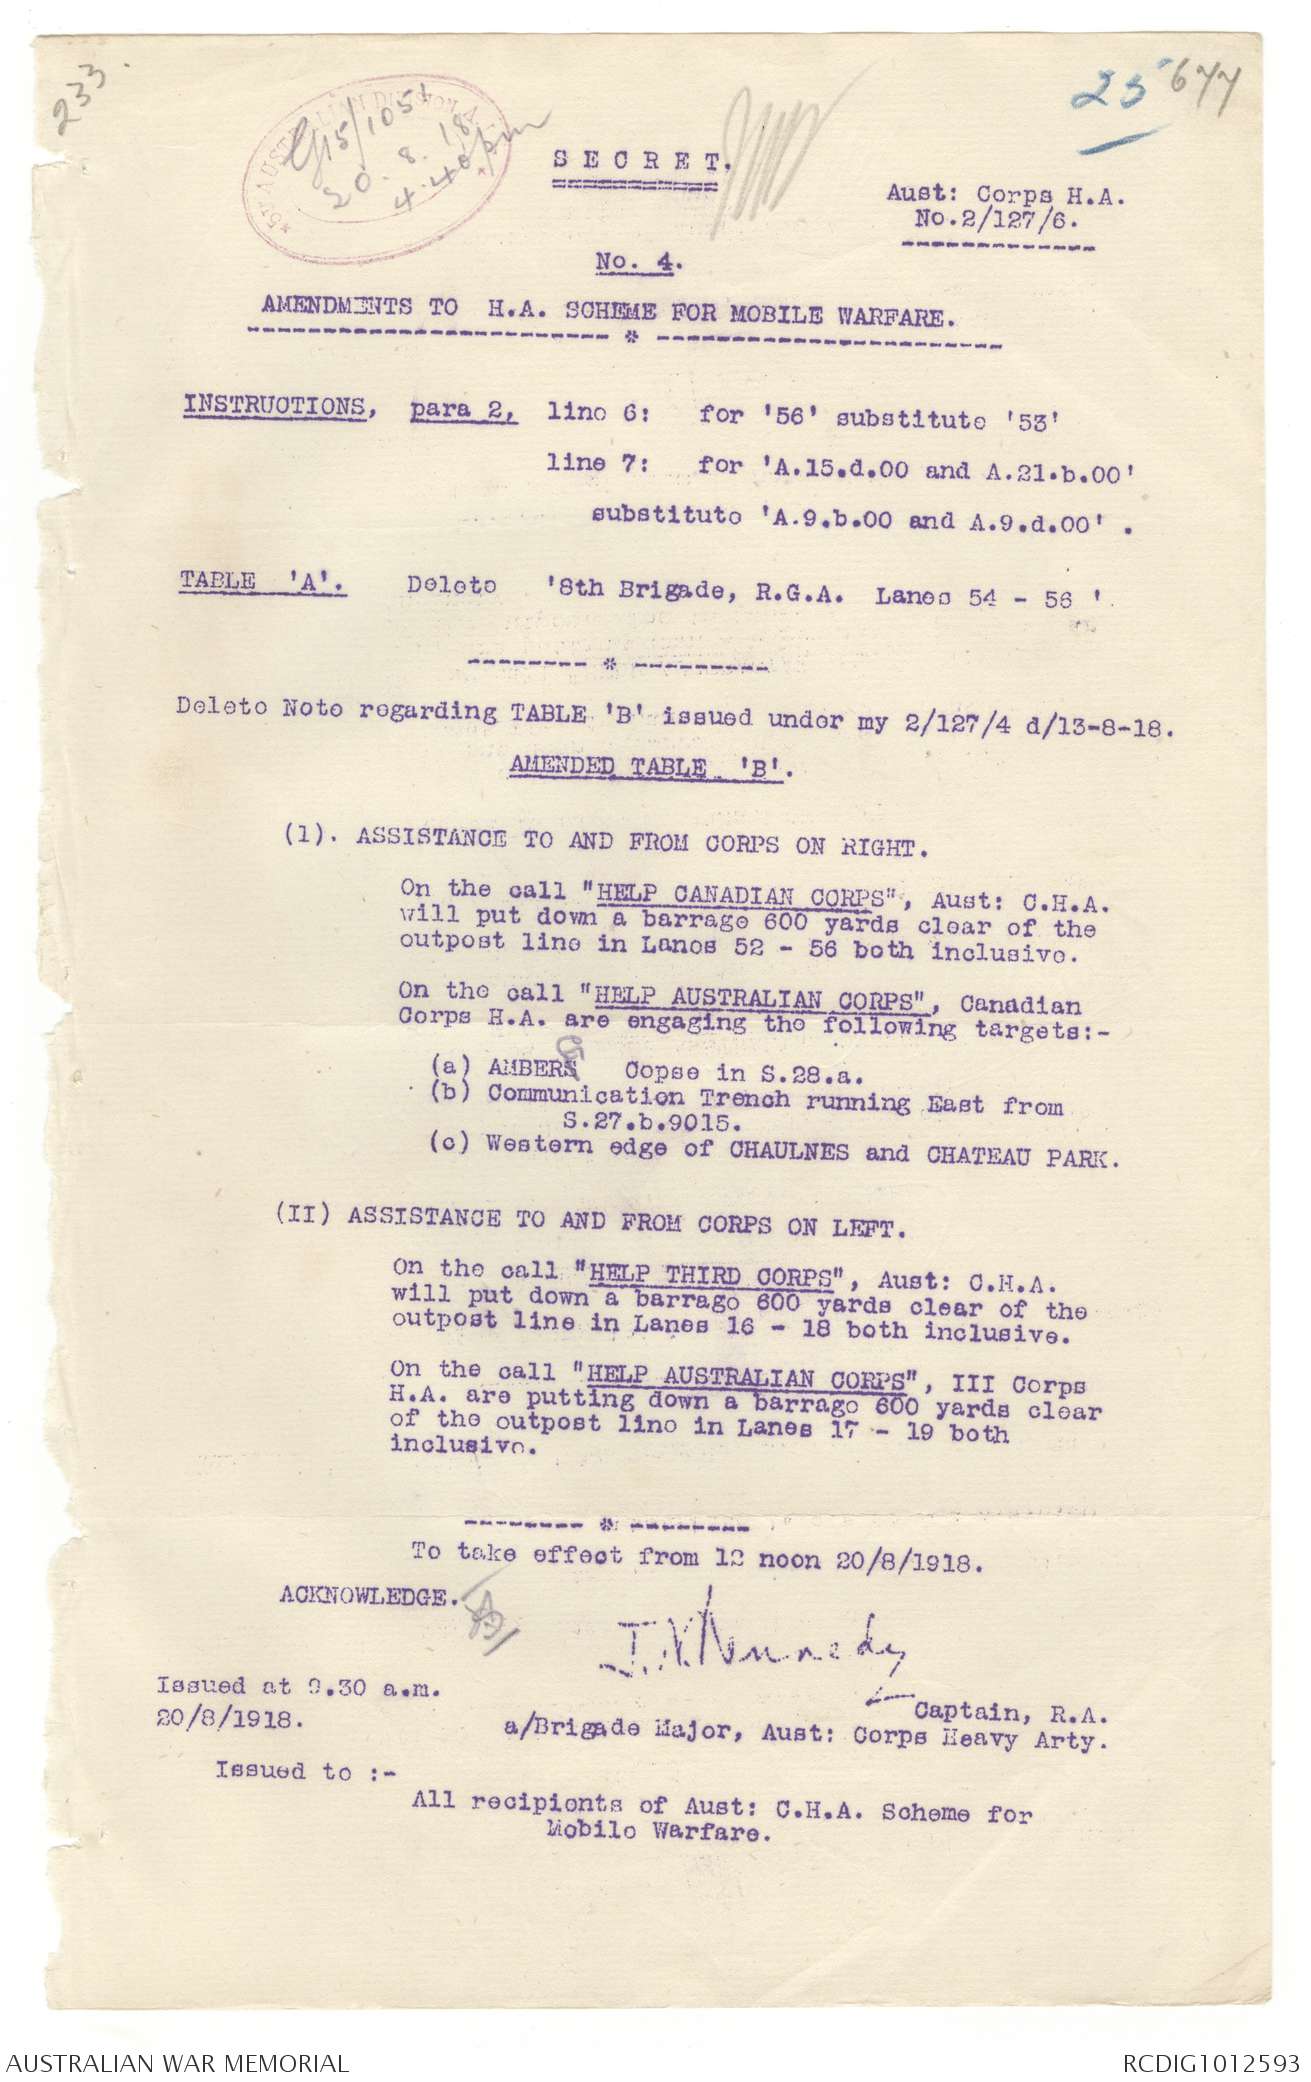 233.
25 677
5TH AUSTRALIAN DIVISION
G15/1054
20.8.18
4.40pm
SECRET.
Aust: Corps H.A.
No.2/127/6.
No. 4.
AMENDMENTS TO H.A. SCHEME FOR MOBILE WARFARE.
INSTRUCTIONS, para 2, line 6: for '56' substitute '53'
line 7: for 'A.15.d.00 and A.21.b.00'
substitute 'A.9.b.00 and A.9.d.00' .
TABLE 'A'. Delete '8th Brigade, R.G.A. Lanes 54 - 56 '
-------- * ---------
Delete Note regarding TABLE 'B' issued under my 2/127/4 d/13-8-18.
AMENDED TABLE 'B'.
(1). ASSISTANCE TO AND FROM CORPS ON RIGHT.
On the call "HELP CANADIAN CORPS", Aust: C.H.A.
will put down a barrage 600 yards clear of the
outpost line in Lanes 52 - 56 both inclusive.
On the call "HELP AUSTRALIAN CORPS", Canadian
Corps H.A. are engaging the following targets:-
(a) AMBERS Copse in S.28.a.
(b) Communication Trench running East from
S.27.b.9015.
(c) Western edge of CHAULNES and CHATEAU PARK.
(II) ASSISTANCE TO AND FROM CORPS ON LEFT.
On the call "HELP THIRD CORPS", Aust: C.H.A.
will put down a barrage 600 yards clear of the
outpost line in Lanes 16 - 18 both inclusive.
On the call "HELP AUSTRALIAN CORPS", III Corps
H.A. are putting down a barrage 600 yards clear
of the outpost line in Lanes 17 - 19 both
inclusive.
-------- * --------
To take effect from 12 noon 20/8/1918.
ACKNOWLEDGE.
Kennedy
Issued at 9.30 a.m.
20/8/1918.
Captain, R.A.
a/Brigade Major, Aust: Corps Heavy Arty.
Issued to :-
All recipients of Aust: C.H.A. Scheme for
Mobile Warfare.
AUSTRALIAN WAR MEMORIAL
RCDIG1012593